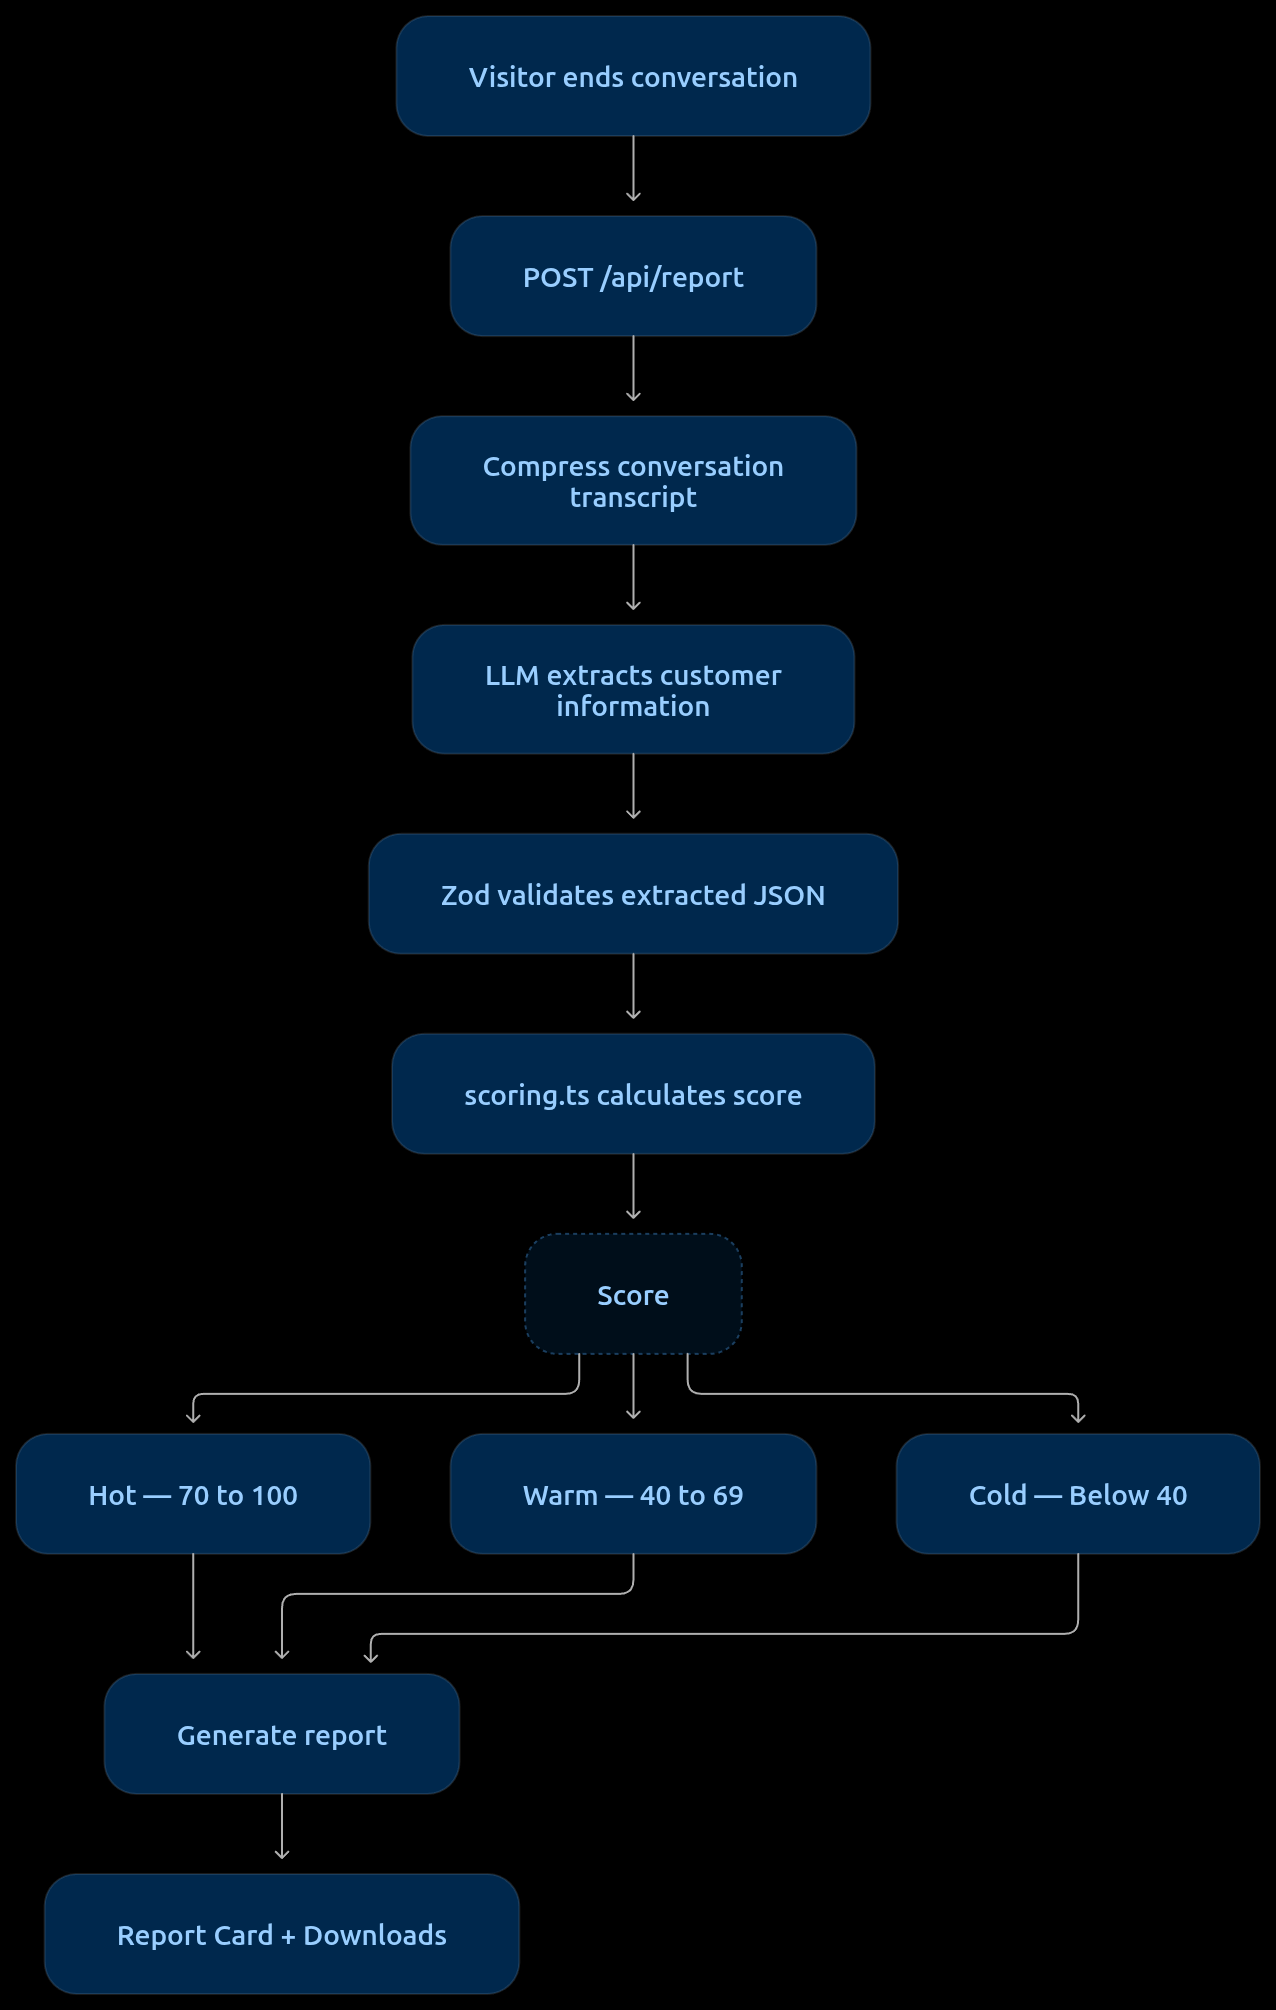 Visitor ends conversation
POST /api/report
Compress conversation
transcript
LLM extracts customer
information
Zod validates extracted JSON
scoring.ts calculates score
Score
Hot — 70 to 100
Warm — 40 to 69
Cold — Below 40
Generate report
Report Card + Downloads